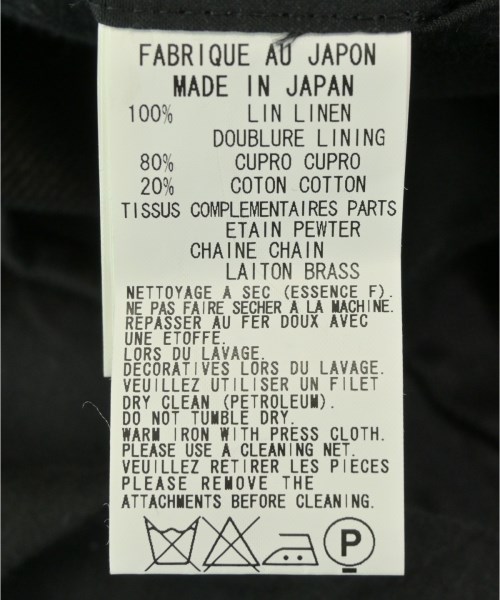 FABRIQUE AU JAPON
MADE IN JAPAN
100% LIN LINEN
DOUBLURE LINING
80% CUPRO CUPRO
20% COTON COTTON
TISSUS COMPLEMENTAIRES PARTS
ETAIN PEWTER
CHAINE CHAIN
LAITON BRASS
NETTOYAGE A SEC (ESSENCE F).
NE PAS FAIRE SECHER A LA MACHINE.
REPASSER AU FER DOUX AVEC
UNE ETOFFE.
LORS DU LAVAGE.
DECORATIVES LORS DU LAVAGE.
VEUILLEZ UTILISER UN FILET
DRY CLEAN (PETROLEUM).
DO NOT TUMBLE DRY.
WARM IRON WITH PRESS CLOTH.
PLEASE USE A CLEANING NET.
VEUILLEZ RETIRER LES PIECES
PLEASE REMOVE THE
ATTACHMENTS BEFORE CLEANING.
P